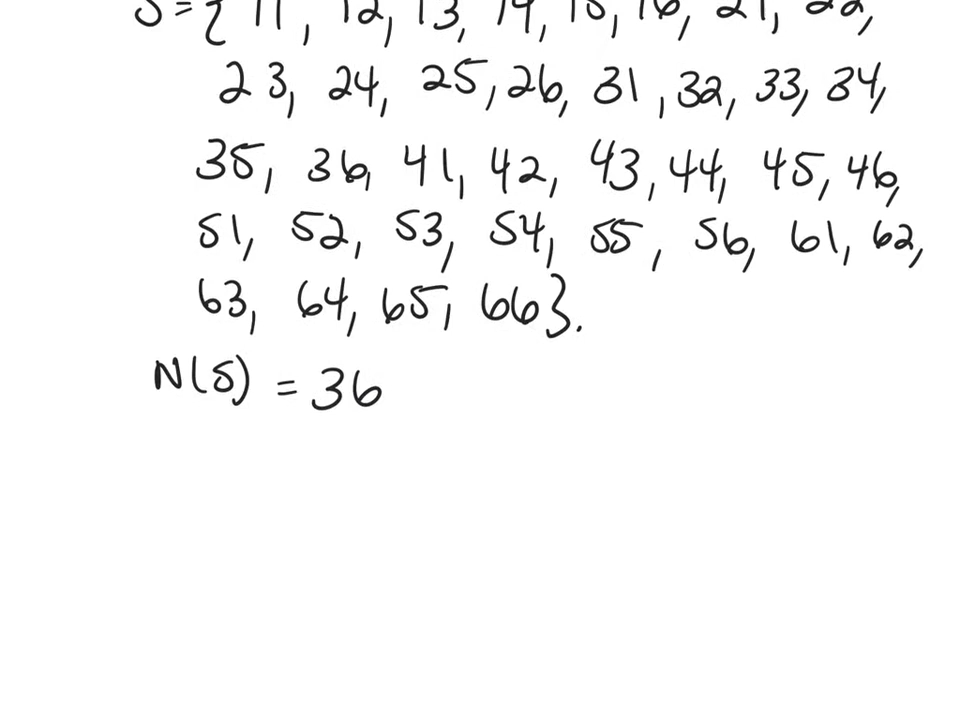 S = { 11, 12, 13, 14, 15, 16, 21, 22,
23, 24, 25, 26, 31, 32, 33, 34,
35, 36, 41, 42, 43, 44, 45, 46,
51, 52, 53, 54, 55, 56, 61, 62,
63, 64, 65, 66}.
N(S) = 36